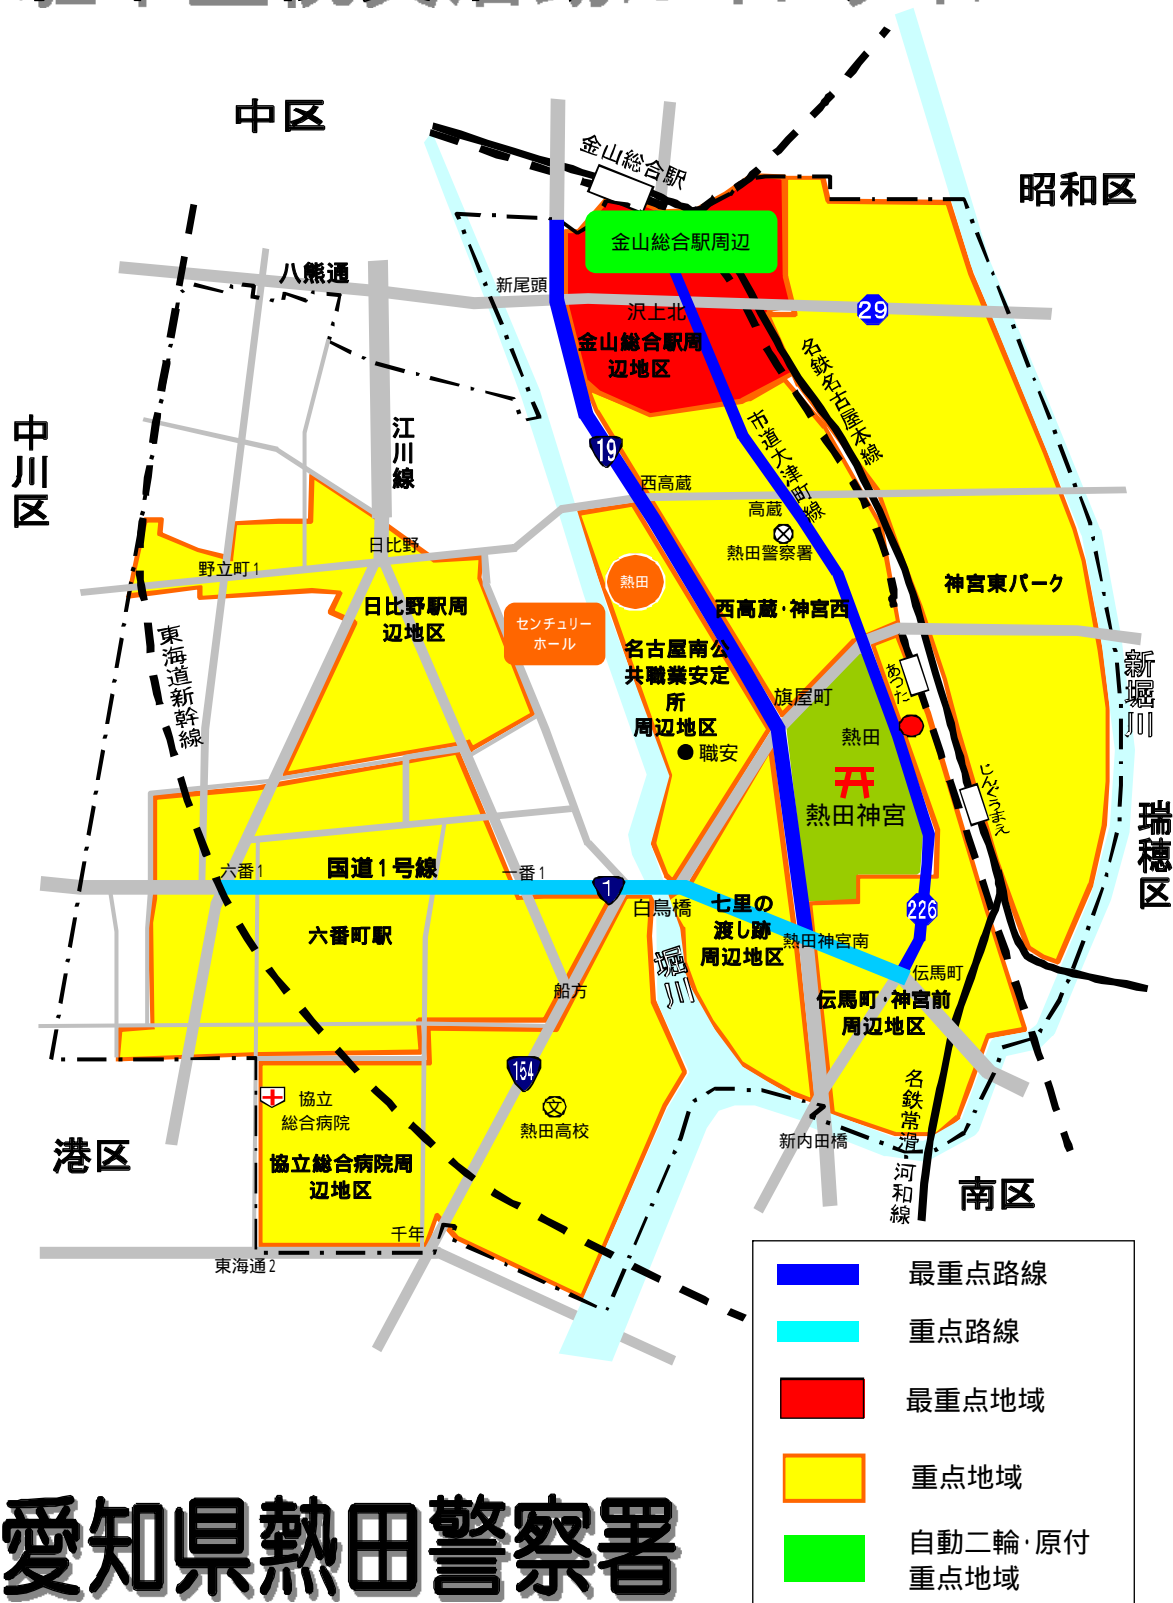 中区
金山総合駅
昭和区
金山総合駅周辺
八熊通
新尾頭
沢上北
29
金山総合駅周
辺地区
名鉄名古屋本線
中川区
江川線
市道大津町線
19
西高蔵
高蔵
熱田警察署
日比野
野立町1
熱田
神宮東パーク
日比野駅周
辺地区
西高蔵・神宮西
センチュリー
ホール
名古屋南公
共職業安定
所
周辺地区
東海道新幹線
新堀川
あつた
旗屋町
熱田
職安
じんぐうまえ
熱田神宮
瑞穂区
六番1
国道1号線
一番1
1
白鳥橋
七里の
渡し跡
周辺地区
226
六番町駅
熱田神宮南
堀川
伝馬町
船方
伝馬町・神宮前
周辺地区
154
名鉄常滑・河和線
協立
総合病院
文
熱田高校
新内田橋
港区
協立総合病院周
辺地区
南区
千年
東海通2
最重点路線
重点路線
最重点地域
重点地域
自動二輪・原付
重点地域
愛知県熱田警察署